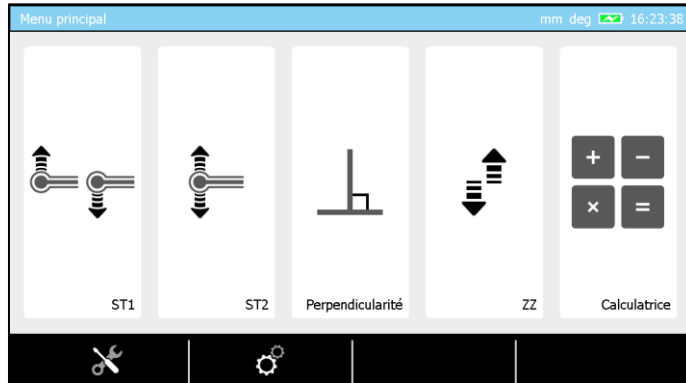 Menu principal mm deg 16:23:38
+ −
× =
ST1 ST2 Perpendicularité ZZ Calculatrice